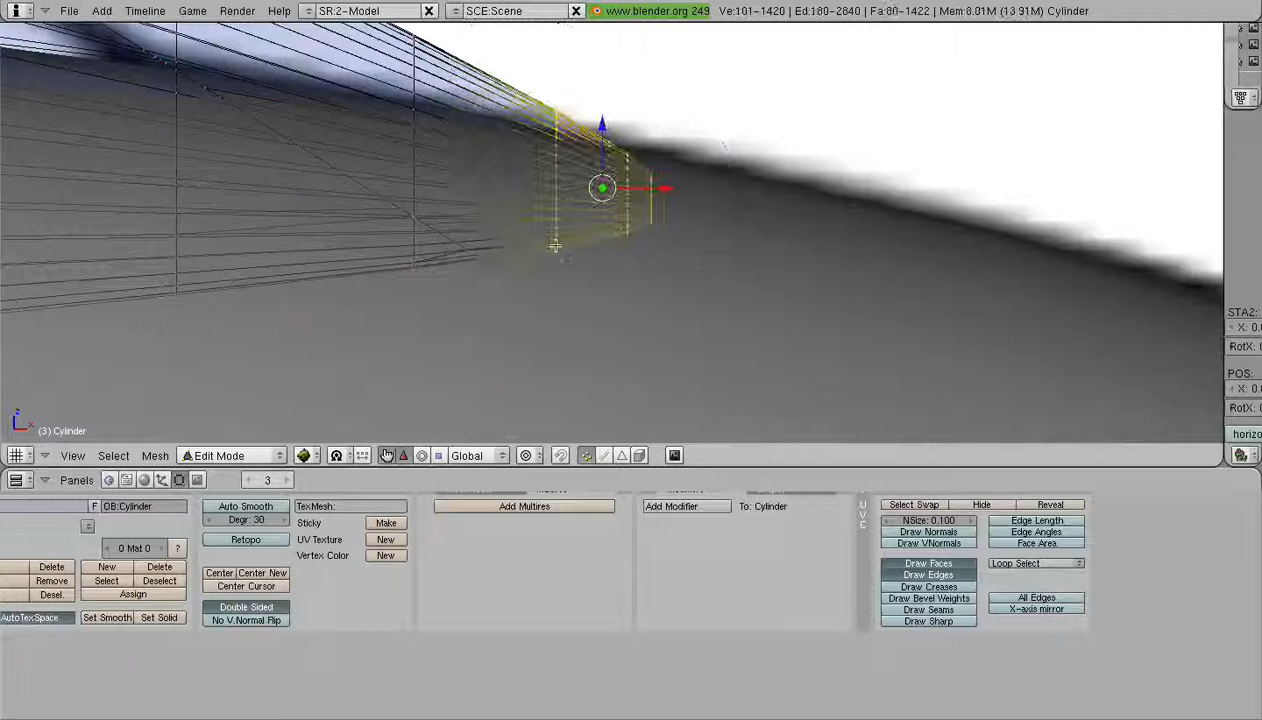 File Add Timeline Game Render Help SR:2-Model SCE:Scene www.blender.org 249 Ve:101-1420 | Ed:180-2840 | Fa:80-1422 | Mem:8.01M (13.91M) Cylinder
STA2:
X: 0.
RotX:
POS:
X: 0.
RotX:
z
x
(3) Cylinder
horizo
View Select Mesh Edit Mode Global
Panels 3
F OB:Cylinder Auto Smooth TexMesh: Add Multires Add Modifier To: Cylinder Select Swap Hide Reveal
Degr: 30 Sticky Make NSize: 0.100 Edge Length
Retopo UV Texture New Draw Normals Edge Angles
0 Mat 0 ? Vertex Color New Draw VNormals Face Area
New Delete
Delete Center Center New Draw Faces Loop Select
Remove Select Deselect Center Cursor Draw Edges
Draw Creases
Desel. Assign Double Sided Draw Bevel Weights All Edges
AutoTexSpace Set Smooth Set Solid No V.Normal Flip Draw Seams X-axis mirror
Draw Sharp
U
V
C